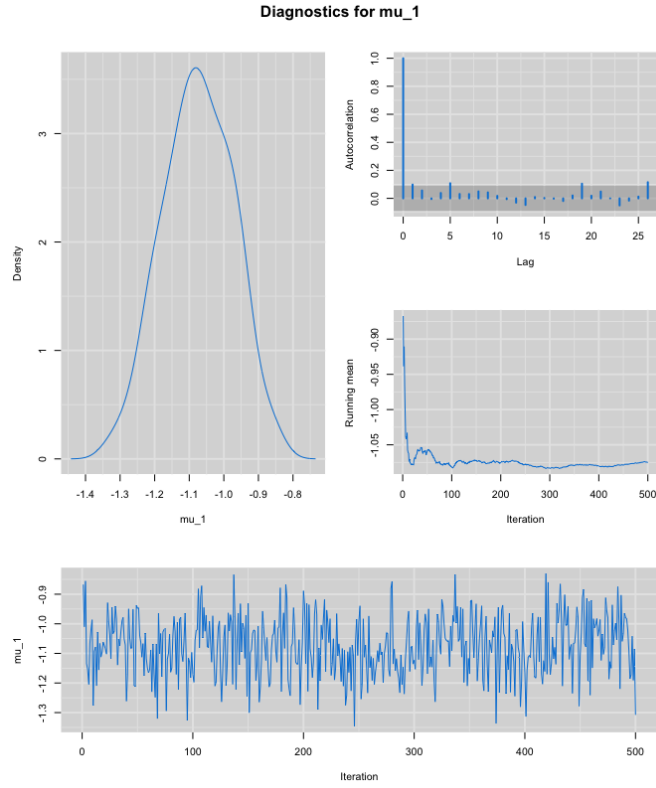 Diagnostics for mu_1
Density
0 1 2 3
-1.4 -1.3 -1.2 -1.1 -1.0 -0.9 -0.8
mu_1
Autocorrelation
0.0 0.2 0.4 0.6 0.8 1.0
0 5 10 15 20 25
Lag
Running mean
-1.05 -1.00 -0.95 -0.90
0 100 200 300 400 500
Iteration
mu_1
-1.3 -1.2 -1.1 -1.0 -0.9
0 100 200 300 400 500
Iteration